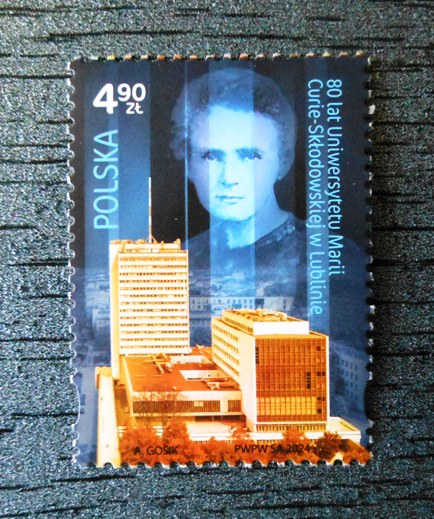 4.90
ZŁ
POLSKA
80 lat Uniwersytetu Marii
Curie-Skłodowskiej w Lublinie
A. GOSIK
PWPW SA 2024